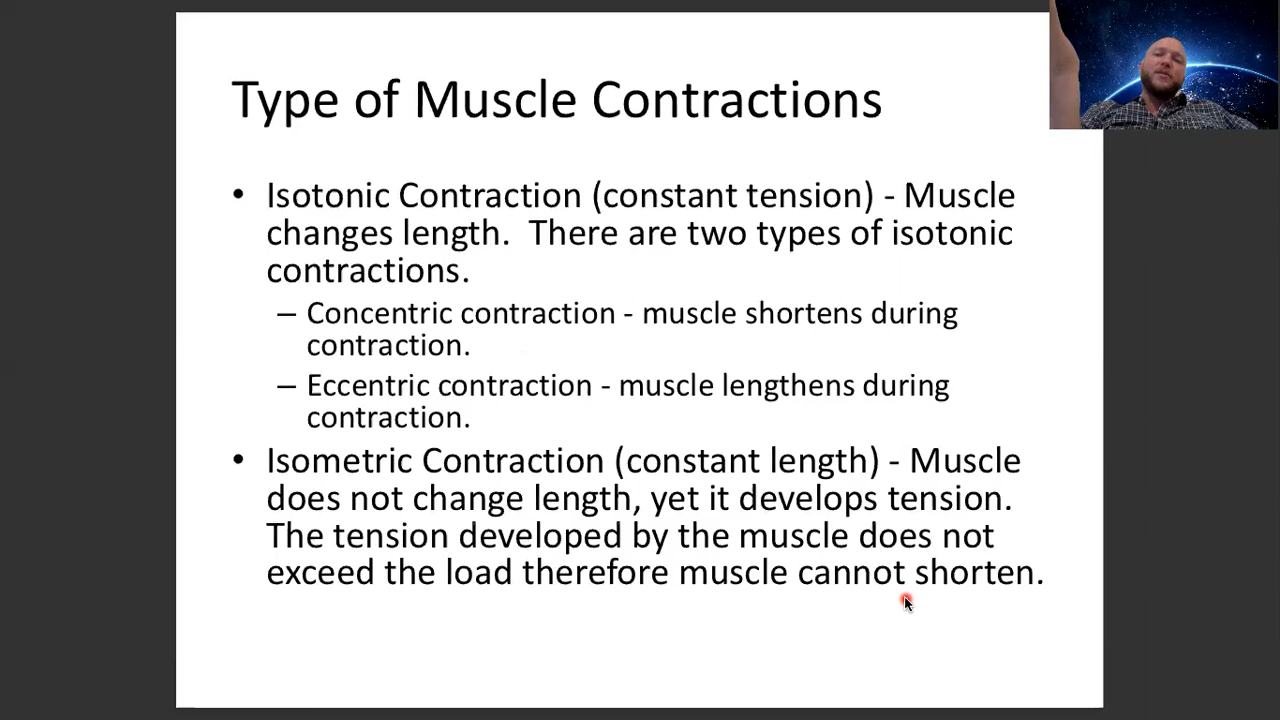 Type of Muscle Contractions
• Isotonic Contraction (constant tension) - Muscle
changes length.  There are two types of isotonic
contractions.
– Concentric contraction - muscle shortens during
contraction.
– Eccentric contraction - muscle lengthens during
contraction.
• Isometric Contraction (constant length) - Muscle
does not change length, yet it develops tension.
The tension developed by the muscle does not
exceed the load therefore muscle cannot shorten.